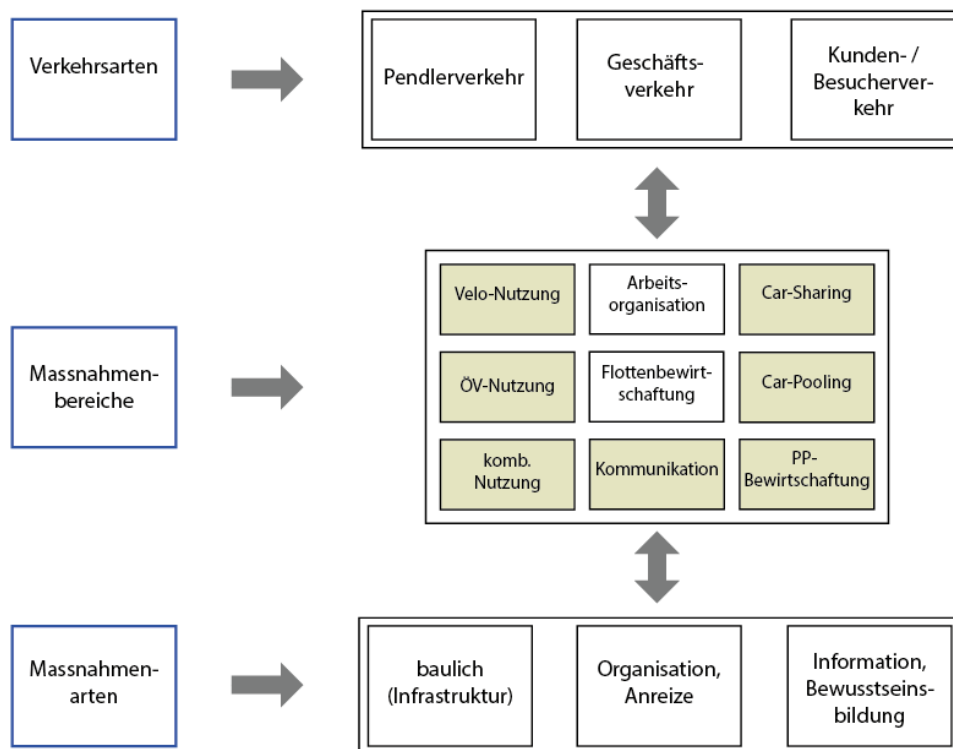 Verkehrsarten
Pendlerverkehr
Geschäfts-
verkehr
Kunden- /
Besucherver-
kehr
Massnahmen-
bereiche
Velo-Nutzung
Arbeits-
organisation
Car-Sharing
ÖV-Nutzung
Flottenbewirt-
schaftung
Car-Pooling
komb.
Nutzung
Kommunikation
PP-
Bewirtschaftung
Massnahmen-
arten
baulich
(Infrastruktur)
Organisation,
Anreize
Information,
Bewusstseins-
bildung